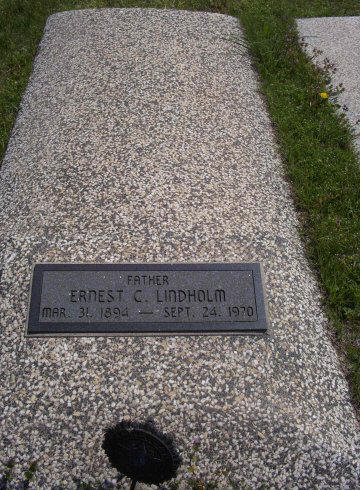 FATHER
ERNEST C. LINDHOLM
MAR. 31, 1894 — SEPT. 24, 1970